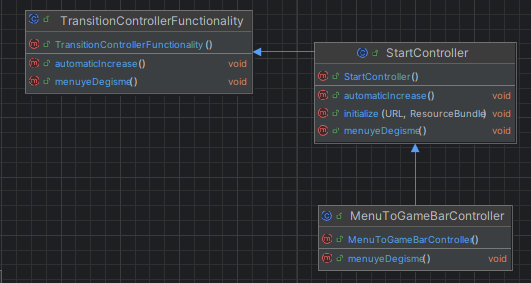 TransitionControllerFunctionality
TransitionControllerFunctionality ()
automaticIncrease() void
menuyeDegisme() void
StartController
StartController()
automaticIncrease() void
initialize (URL, ResourceBundle) void
menuyeDegisme() void
MenuToGameBarController
MenuToGameBarController()
menuyeDegisme() void